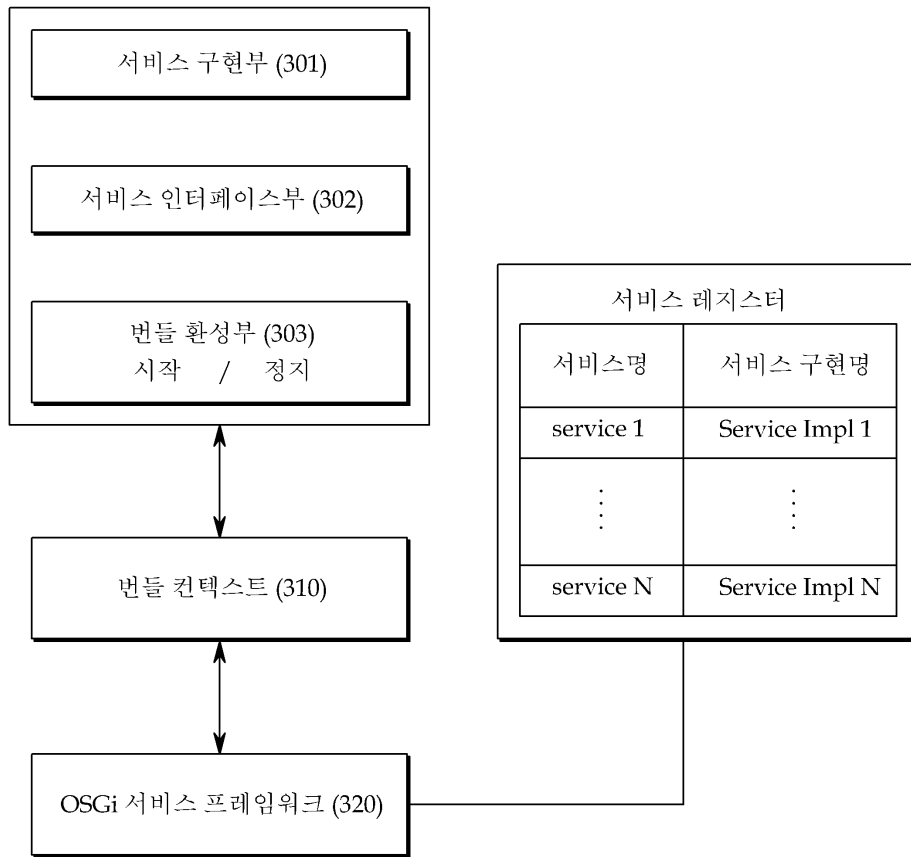 서비스 구현부 (301)
서비스 인터페이스부 (302)
번들 환성부 (303)
시작 / 정지
번들 컨텍스트 (310)
OSGi 서비스 프레임워크 (320)
서비스 레지스터
서비스명 서비스 구현명
service 1 Service Impl 1
service N Service Impl N